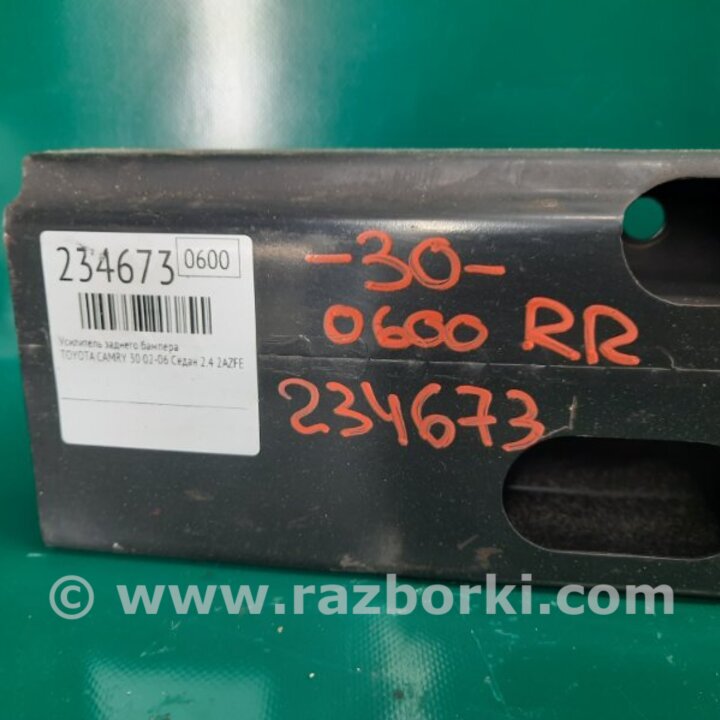 234673 0600
Усилитель заднего бампера
TOYOTA CAMRY 30 02-06 Седан 2.4 2AZFE
-30-
0600 RR
234673
© www.razborki.com